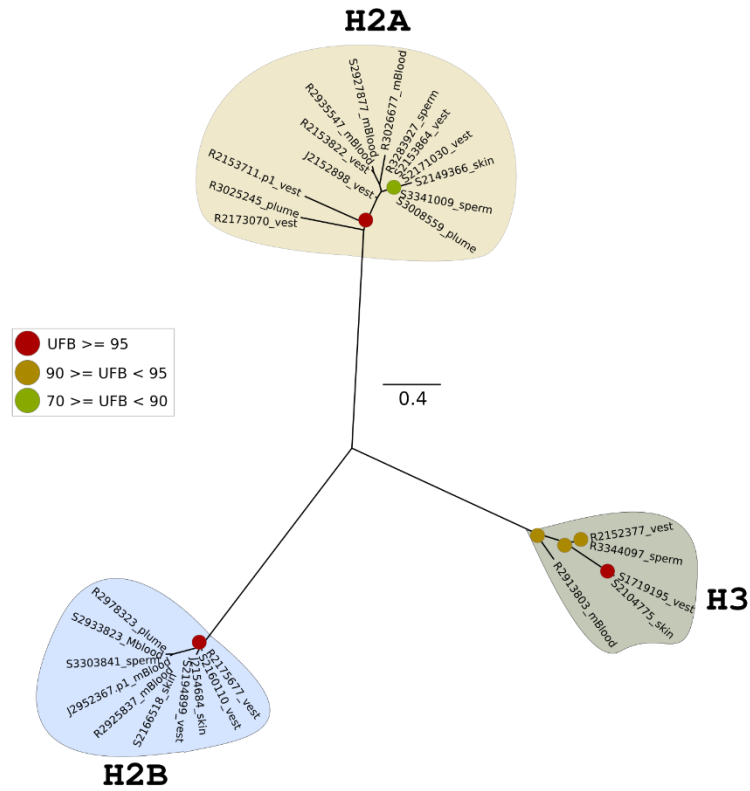 H2A
R3026677_mBlood
S2927877_mBlood
R2935547_mBlood
R3283927_sperm
S2153864_vest
R2153822_vest
S2171030_vest
J2152898_vest
S2149366_skin
R2153711.p1_vest
S3341009_sperm
R3025245_plume
S3008559_plume
R2173070_vest
UFB >= 95
90 >= UFB < 95
70 >= UFB < 90
0.4
R2152377_vest
R3344097_sperm
S1719195_vest
S2104775_skin
R2913803_mBlood
H3
R2978323_plume
S2933823_Mblood
S3303841_sperm
J2952367.p1_mBlood
R2925837_mBlood
S2166518_skin
S2194899_vest
J2154684_skin
S2160110_vest
R2175677_vest
H2B